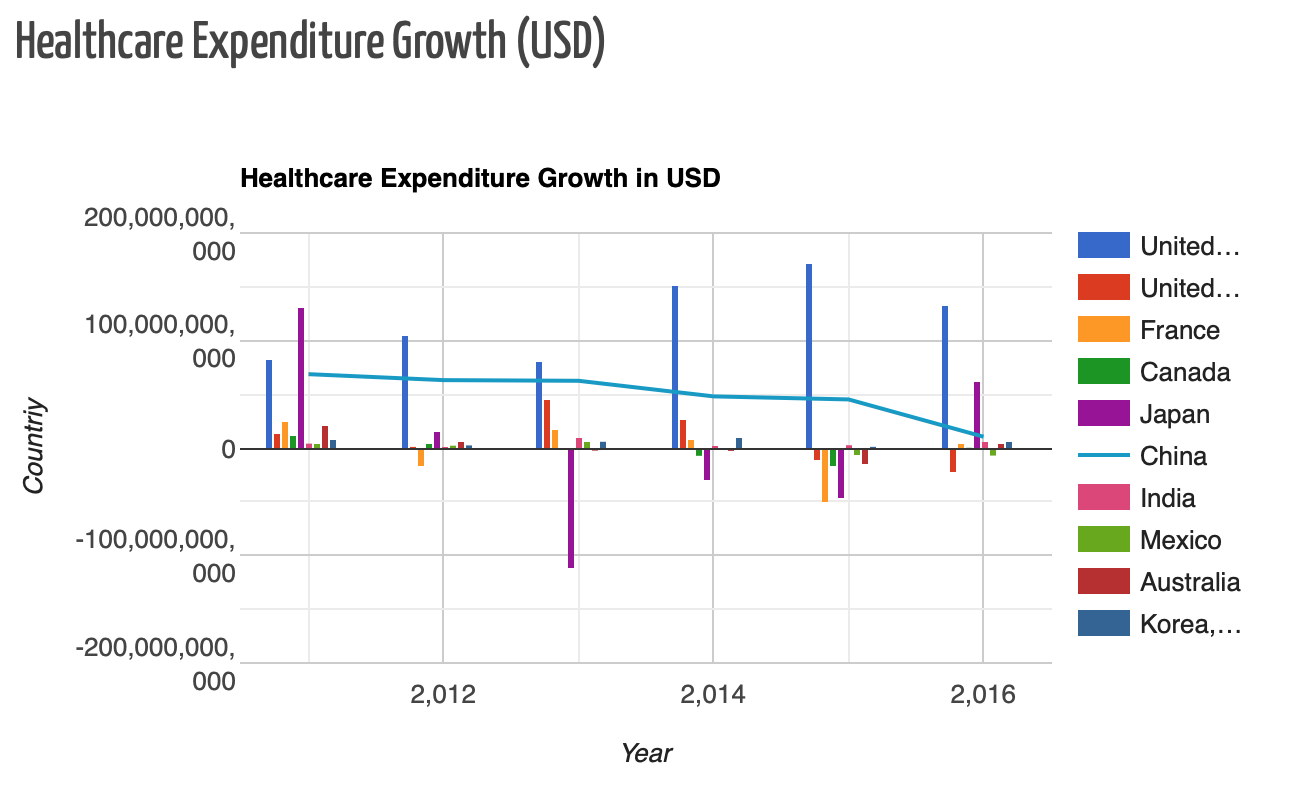 Healthcare Expenditure Growth (USD)
Healthcare Expenditure Growth in USD
200,000,000,
000
100,000,000,
000
0
-100,000,000,
000
-200,000,000,
000
Countriy
2,012
2,014
2,016
Year
United…
United…
France
Canada
Japan
China
India
Mexico
Australia
Korea,…